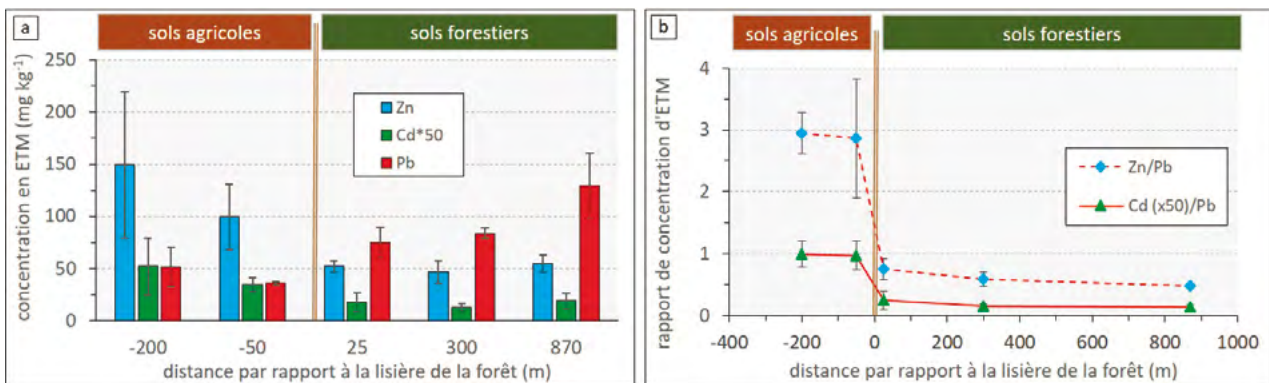 a
sols agricoles
sols forestiers
concentration en ETM (mg kg⁻¹)
250
200
150
100
50
0
Zn
Cd*50
Pb
-200
-50
25
300
870
distance par rapport à la lisière de la forêt (m)
b
sols agricoles
sols forestiers
rapport de concentration d'ETM
4
3
2
1
0
Zn/Pb
Cd (x50)/Pb
-400
-200
0
200
400
600
800
1000
distance par rapport à la lisière de la forêt (m)